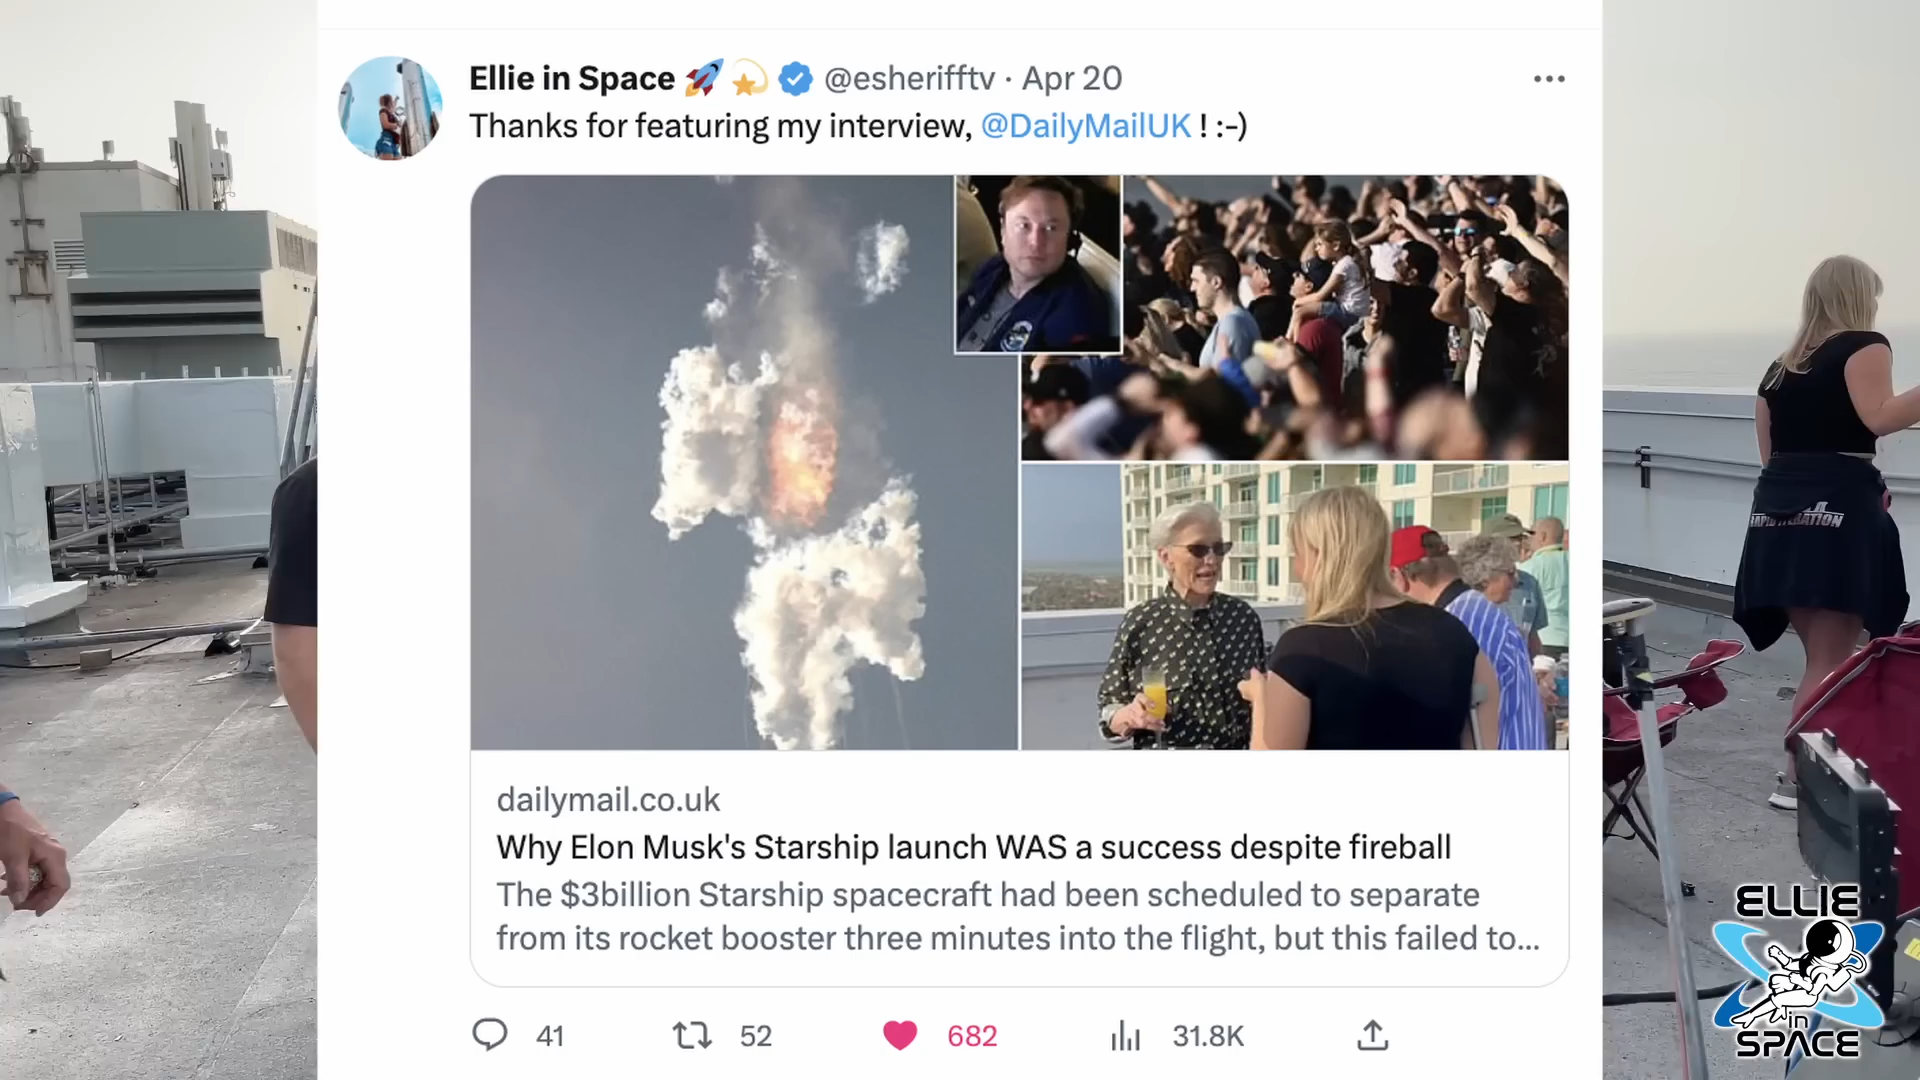 Ellie in Space 🚀 💫 @esherifftv · Apr 20
Thanks for featuring my interview, @DailyMailUK ! :-)
dailymail.co.uk
Why Elon Musk's Starship launch WAS a success despite fireball
The $3billion Starship spacecraft had been scheduled to separate
from its rocket booster three minutes into the flight, but this failed to...
41 52 682 31.8K
ELLIE
in
SPACE